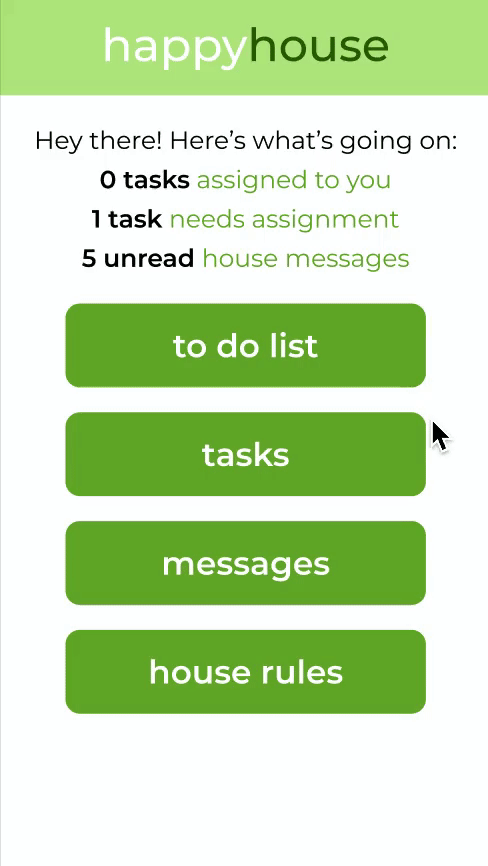 happyhouse
Hey there! Here’s what’s going on:
0 tasks assigned to you
1 task needs assignment
5 unread house messages
to do list
tasks
messages
house rules